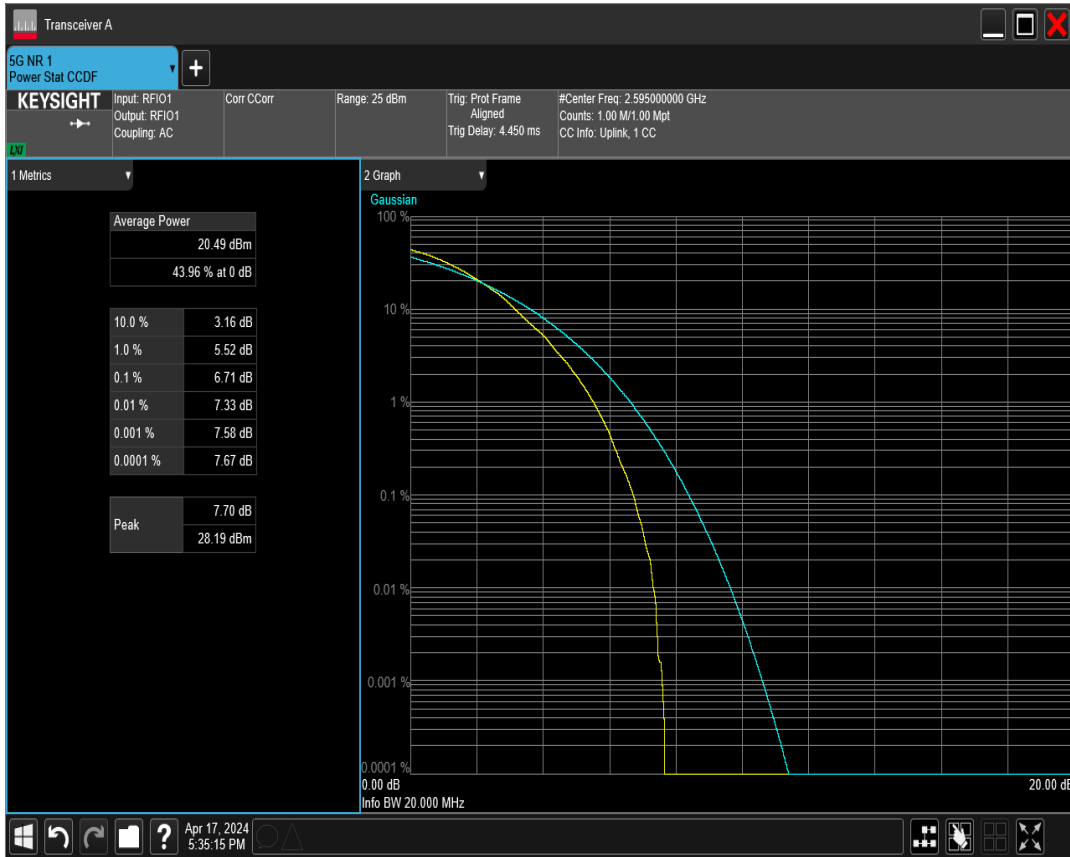 Transceiver A
5G NR 1
Power Stat CCDF
KEYSIGHT
LXI
Input: RFIO1
Output: RFIO1
Coupling: AC
Corr CCorr
Range: 25 dBm
Trig: Prot Frame
Aligned
Trig Delay: 4.450 ms
#Center Freq: 2.595000000 GHz
Counts: 1.00 M/1.00 Mpt
CC Info: Uplink, 1 CC
1 Metrics
Average Power
20.49 dBm
43.96 % at 0 dB
10.0 % 3.16 dB
1.0 % 5.52 dB
0.1 % 6.71 dB
0.01 % 7.33 dB
0.001 % 7.58 dB
0.0001 % 7.67 dB
Peak
7.70 dB
28.19 dBm
2 Graph
Gaussian
100 %
10 %
1 %
0.1 %
0.01 %
0.001 %
0.0001 %
0.00 dB 20.00 dB
Info BW 20.000 MHz
?
Apr 17, 2024
5:35:15 PM